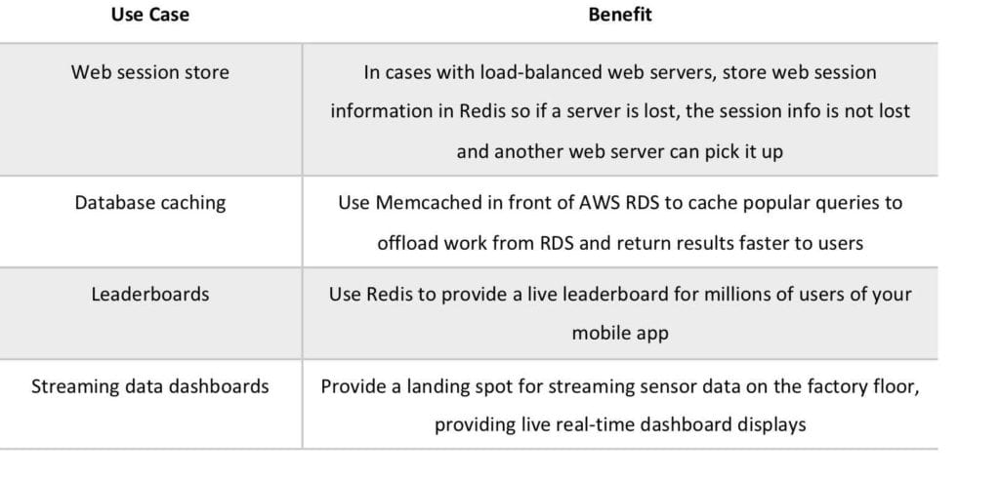 Use Case Benefit
Web session store In cases with load-balanced web servers, store web session
information in Redis so if a server is lost, the session info is not lost
and another web server can pick it up
Database caching Use Memcached in front of AWS RDS to cache popular queries to
offload work from RDS and return results faster to users
Leaderboards Use Redis to provide a live leaderboard for millions of users of your
mobile app
Streaming data dashboards Provide a landing spot for streaming sensor data on the factory floor,
providing live real-time dashboard displays